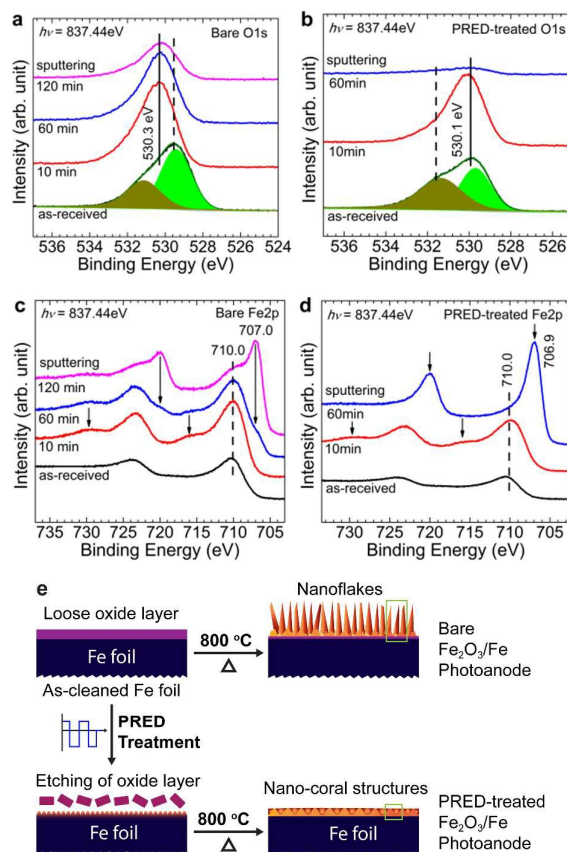 a
hν = 837.44eV
Bare O1s
sputtering
120 min
60 min
10 min
as-received
530.3 eV
Intensity (arb. unit)
536 534 532 530 528 526 524
Binding Energy (eV)
b
hν = 837.44eV
PRED-treated O1s
sputtering
60min
10min
as-received
530.1 eV
Intensity (arb. unit)
536 534 532 530 528 526
Binding Energy (eV)
c
hν = 837.44eV
Bare Fe2p
707.0
710.0
sputtering
120 min
60 min
10 min
as-received
Intensity (arb. unit)
735 730 725 720 715 710 705
Binding Energy (eV)
d
hν = 837.44eV
PRED-treated Fe2p
706.9
710.0
sputtering
60min
10min
as-received
Intensity (arb. unit)
730 725 720 715 710 705
Binding Energy (eV)
e
Loose oxide layer
Fe foil
As-cleaned Fe foil
800 °C
Δ
Nanoflakes
Bare
Fe₂O₃/Fe
Photoanode
PRED
Treatment
Etching of oxide layer
Fe foil
800 °C
Δ
Nano-coral structures
Fe foil
PRED-treated
Fe₂O₃/Fe
Photoanode